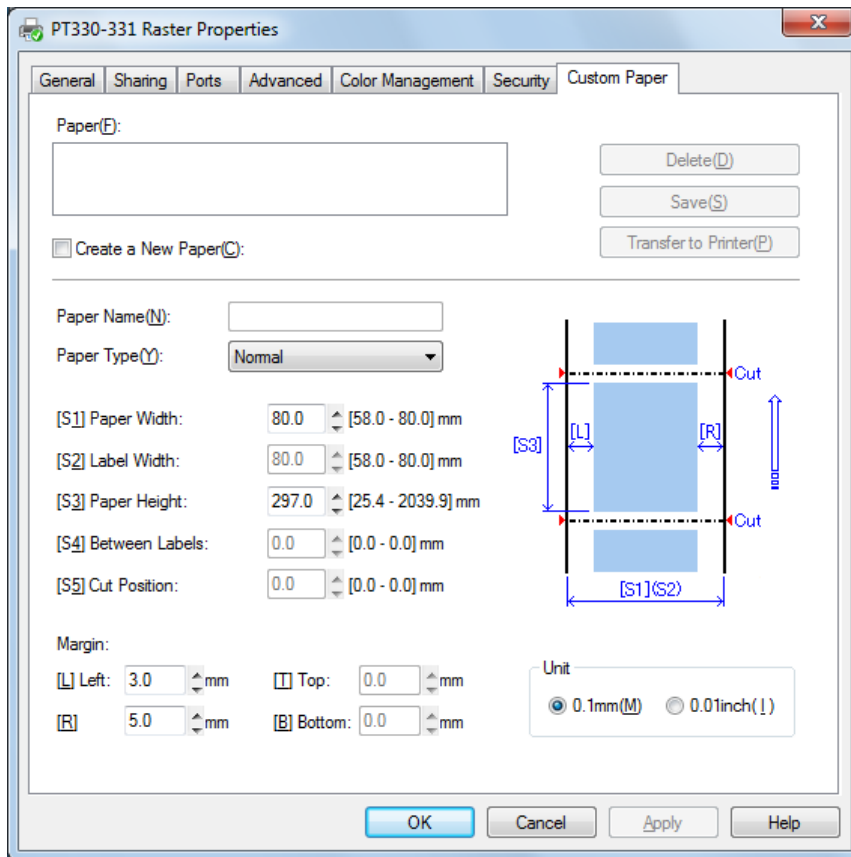 PT330-331 Raster Properties
General Sharing Ports Advanced Color Management Security Custom Paper
Paper(F):
Delete(D)
Save(S)
Create a New Paper(C):
Transfer to Printer(P)
Paper Name(N):
Paper Type(Y): Normal
Cut
[S1] Paper Width: 80.0 [58.0 - 80.0] mm
[S3] [L] [R]
[S2] Label Width: 80.0 [58.0 - 80.0] mm
[S3] Paper Height: 297.0 [25.4 - 2039.9] mm
Cut
[S4] Between Labels: 0.0 [0.0 - 0.0] mm
[S5] Cut Position: 0.0 [0.0 - 0.0] mm
[S1](S2)
Margin:
[L] Left: 3.0 mm [T] Top: 0.0 mm
Unit
0.1mm(M) 0.01inch( I )
[R] 5.0 mm [B] Bottom: 0.0 mm
OK Cancel Apply Help